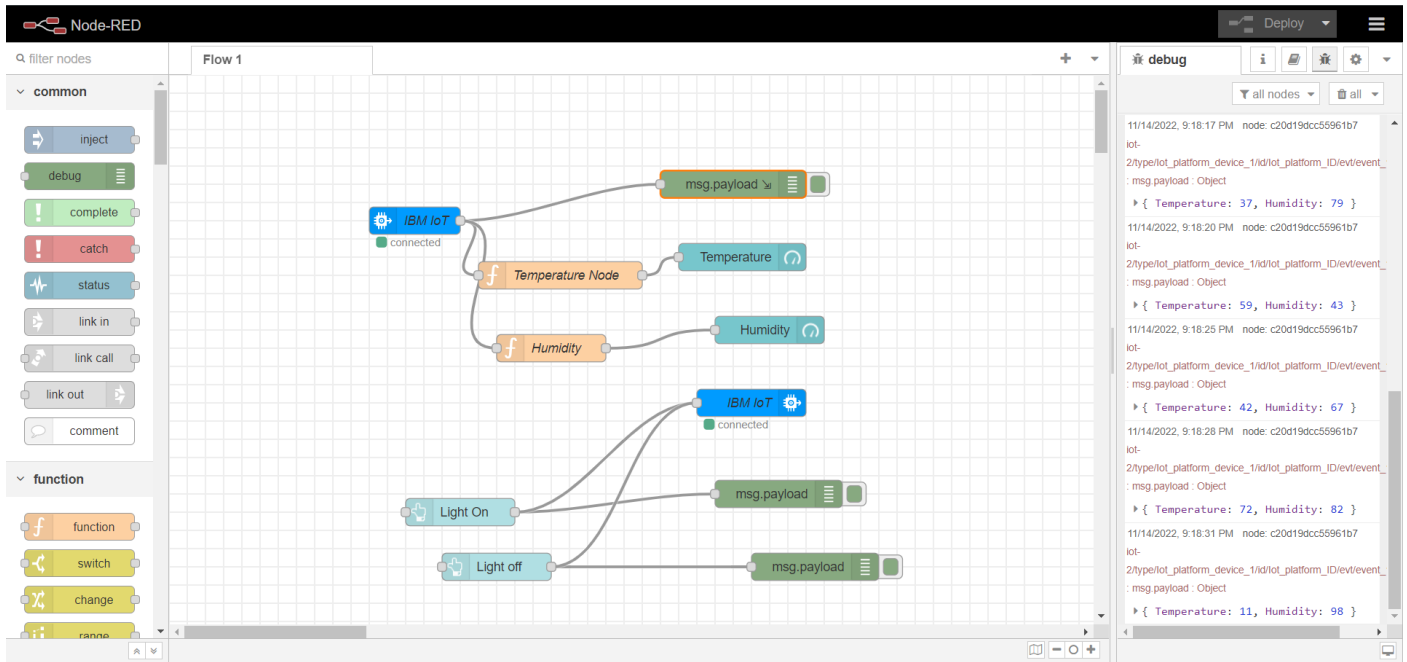 Node-RED
Deploy
filter nodes
Flow 1
debug
common
all nodes
all
inject
debug
complete
catch
status
link in
link call
link out
comment
function
function
switch
change
range
msg.payload
IBM IoT
connected
Temperature Node
Temperature
Humidity
Humidity
IBM IoT
connected
Light On
msg.payload
Light off
msg.payload
11/14/2022, 9:18:17 PM node: c20d19dcc55961b7
iot-
2/type/Iot_platform_device_1/id/Iot_platform_ID/evt/event_
: msg.payload : Object
{ Temperature: 37, Humidity: 79 }
11/14/2022, 9:18:20 PM node: c20d19dcc55961b7
iot-
2/type/Iot_platform_device_1/id/Iot_platform_ID/evt/event_
: msg.payload : Object
{ Temperature: 59, Humidity: 43 }
11/14/2022, 9:18:25 PM node: c20d19dcc55961b7
iot-
2/type/Iot_platform_device_1/id/Iot_platform_ID/evt/event_
: msg.payload : Object
{ Temperature: 42, Humidity: 67 }
11/14/2022, 9:18:28 PM node: c20d19dcc55961b7
iot-
2/type/Iot_platform_device_1/id/Iot_platform_ID/evt/event_
: msg.payload : Object
{ Temperature: 72, Humidity: 82 }
11/14/2022, 9:18:31 PM node: c20d19dcc55961b7
iot-
2/type/Iot_platform_device_1/id/Iot_platform_ID/evt/event_
: msg.payload : Object
{ Temperature: 11, Humidity: 98 }